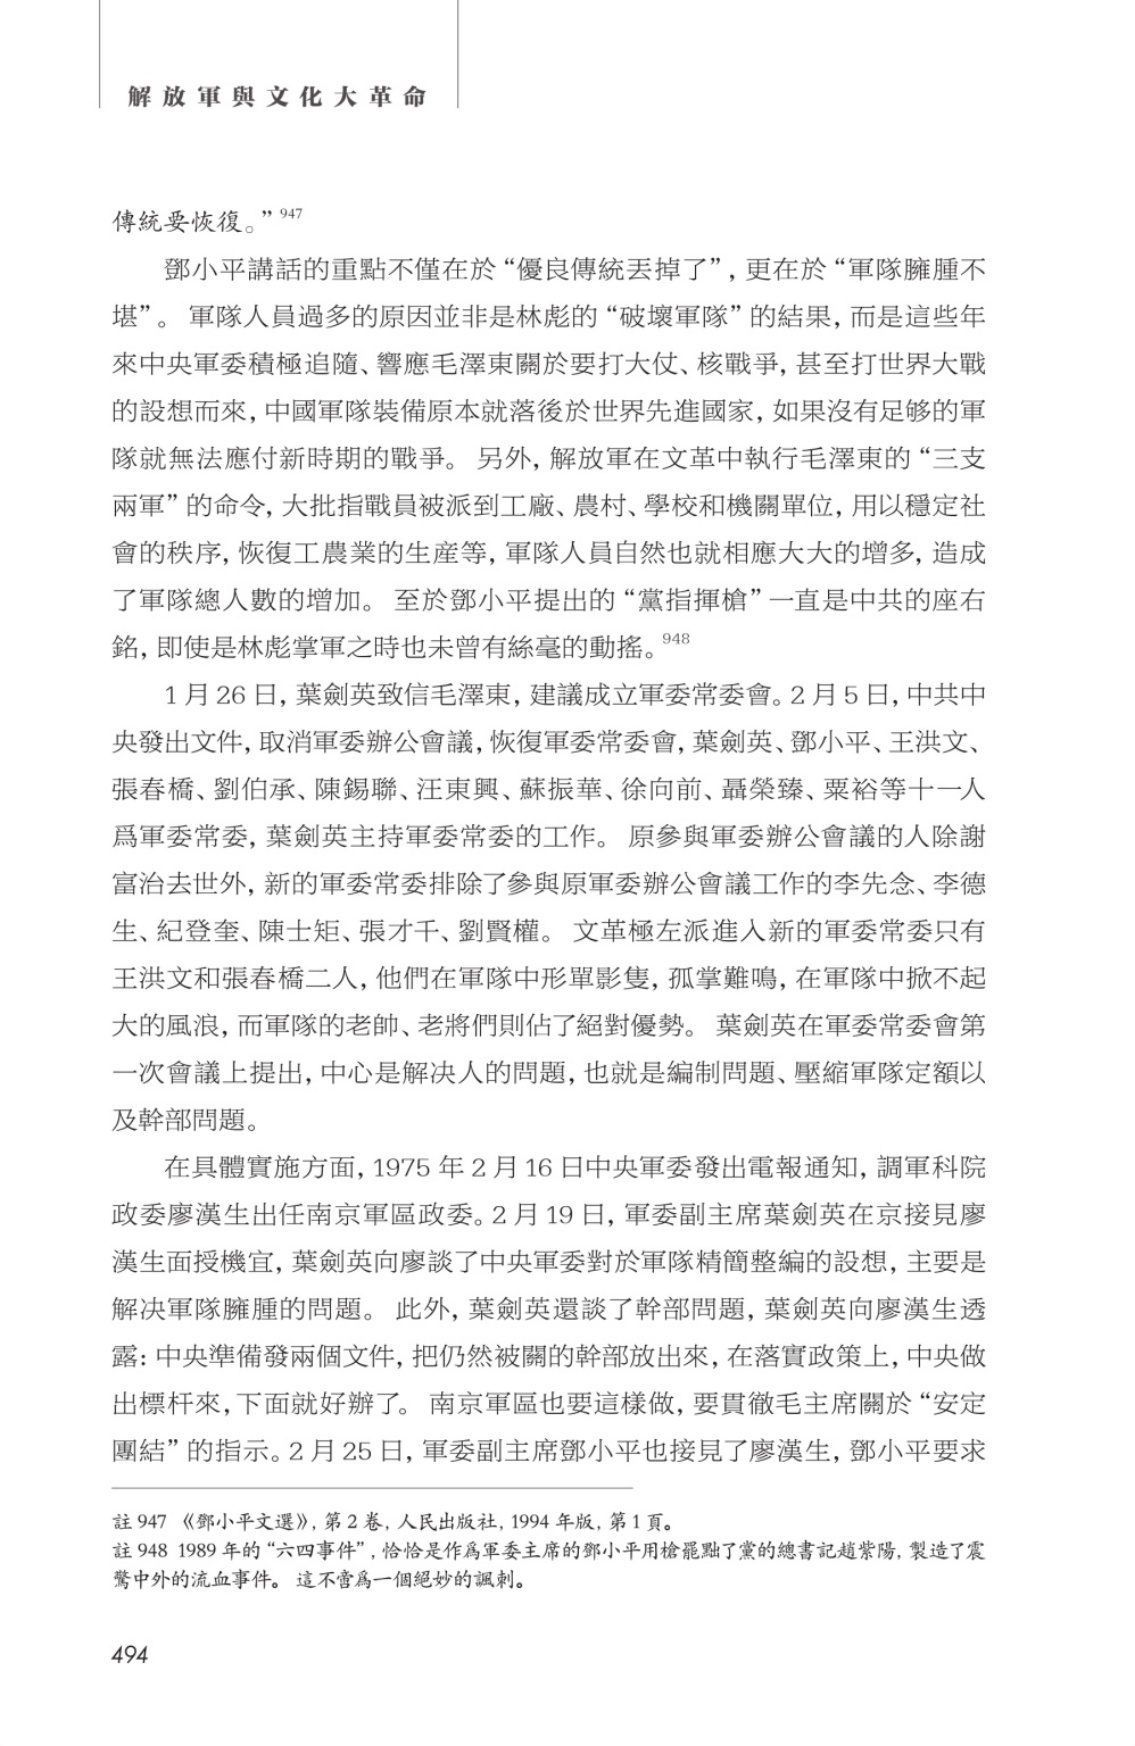 解放軍與文化大革命
傳統要恢復。”947
鄧小平講話的重點不僅在於“優良傳統丟掉了”，更在於“軍隊臃腫不
堪”。 軍隊人員過多的原因並非是林彪的“破壞軍隊”的結果，而是這些年
來中央軍委積極追隨、響應毛澤東關於要打大仗、核戰爭，甚至打世界大戰
的設想而來，中國軍隊裝備原本就落後於世界先進國家，如果沒有足够的軍
隊就無法應付新時期的戰爭。 另外，解放軍在文革中執行毛澤東的“三支
兩軍”的命令，大批指戰員被派到工廠、農村、學校和機關單位，用以穩定社
會的秩序，恢復工農業的生産等，軍隊人員自然也就相應大大的增多，造成
了軍隊總人數的增加。 至於鄧小平提出的“黨指揮槍”一直是中共的座右
銘，即使是林彪掌軍之時也未曾有絲毫的動搖。948
1 月 26 日，葉劍英致信毛澤東，建議成立軍委常委會。2 月 5 日，中共中
央發出文件，取消軍委辦公會議，恢復軍委常委會，葉劍英、鄧小平、王洪文、
張春橋、劉伯承、陳錫聯、汪東興、蘇振華、徐向前、聶榮臻、粟裕等十一人
爲軍委常委，葉劍英主持軍委常委的工作。 原參與軍委辦公會議的人除謝
富治去世外，新的軍委常委排除了參與原軍委辦公會議工作的李先念、李德
生、紀登奎、陳士矩、張才千、劉賢權。 文革極左派進入新的軍委常委只有
王洪文和張春橋二人，他們在軍隊中形單影隻，孤掌難鳴，在軍隊中掀不起
大的風浪，而軍隊的老帥、老將們則佔了絕對優勢。 葉劍英在軍委常委會第
一次會議上提出，中心是解決人的問題，也就是編制問題、壓縮軍隊定額以
及幹部問題。
在具體實施方面，1975 年 2 月 16 日中央軍委發出電報通知，調軍科院
政委廖漢生出任南京軍區政委。2 月 19 日，軍委副主席葉劍英在京接見廖
漢生面授機宜，葉劍英向廖談了中央軍委對於軍隊精簡整編的設想，主要是
解決軍隊臃腫的問題。 此外，葉劍英還談了幹部問題，葉劍英向廖漢生透
露：中央準備發兩個文件，把仍然被關的幹部放出來，在落實政策上，中央做
出標杆來，下面就好辦了。 南京軍區也要這樣做，要貫徹毛主席關於“安定
團結”的指示。2 月 25 日，軍委副主席鄧小平也接見了廖漢生，鄧小平要求
註 947 《鄧小平文選》，第 2 卷，人民出版社，1994 年版，第 1 頁。
註 948 1989 年的“六四事件”，恰恰是作爲軍委主席的鄧小平用槍罷黜了黨的總書記趙紫陽，製造了震
驚中外的流血事件。 這不啻爲一個絕妙的諷刺。
494